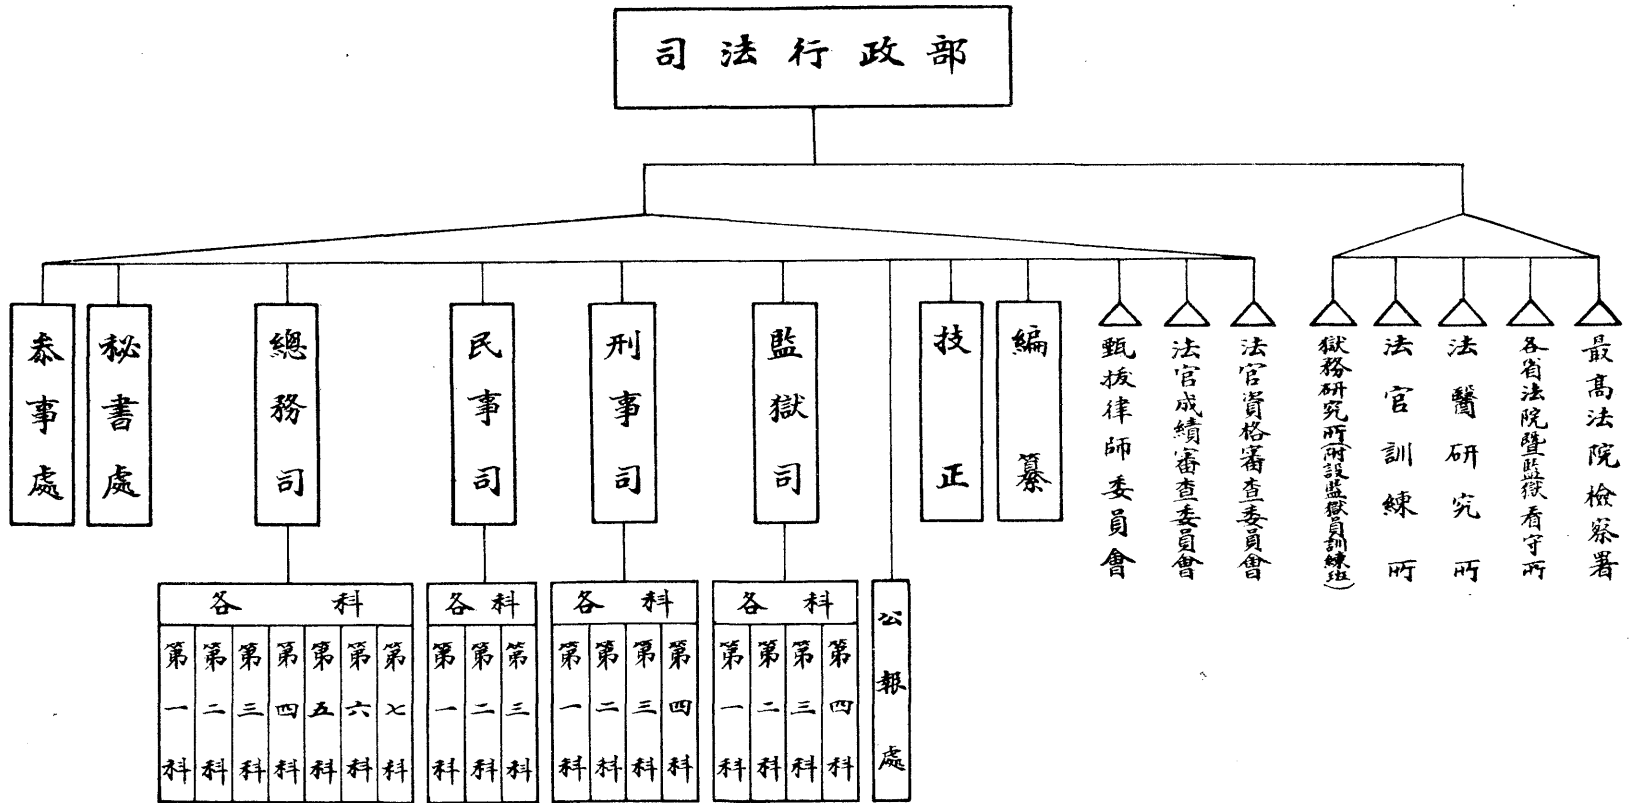 司法行政部
參事處
秘書處
總務司
民事司
刑事司
監獄司
技正
編纂
甄拔律師委員會
法官成績審查委員會
法官資格審查委員會
獄務研究所(附設監獄員訓練班)
法官訓練所
法醫研究所
各省法院暨監獄看守所
最高法院檢察署
各科
第一科
第二科
第三科
第四科
第五科
第六科
第七科
各科
第一科
第二科
第三科
各科
第一科
第二科
第三科
第四科
各科
第一科
第二科
第三科
第四科
公報處